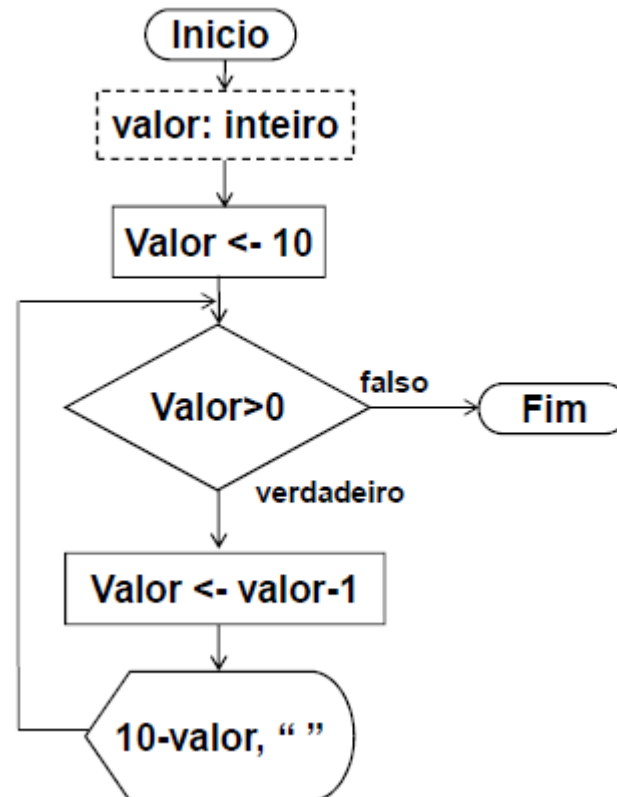 Inicio
valor: inteiro
Valor <- 10
Valor>0
falso
Fim
verdadeiro
Valor <- valor-1
10-valor, “ ”